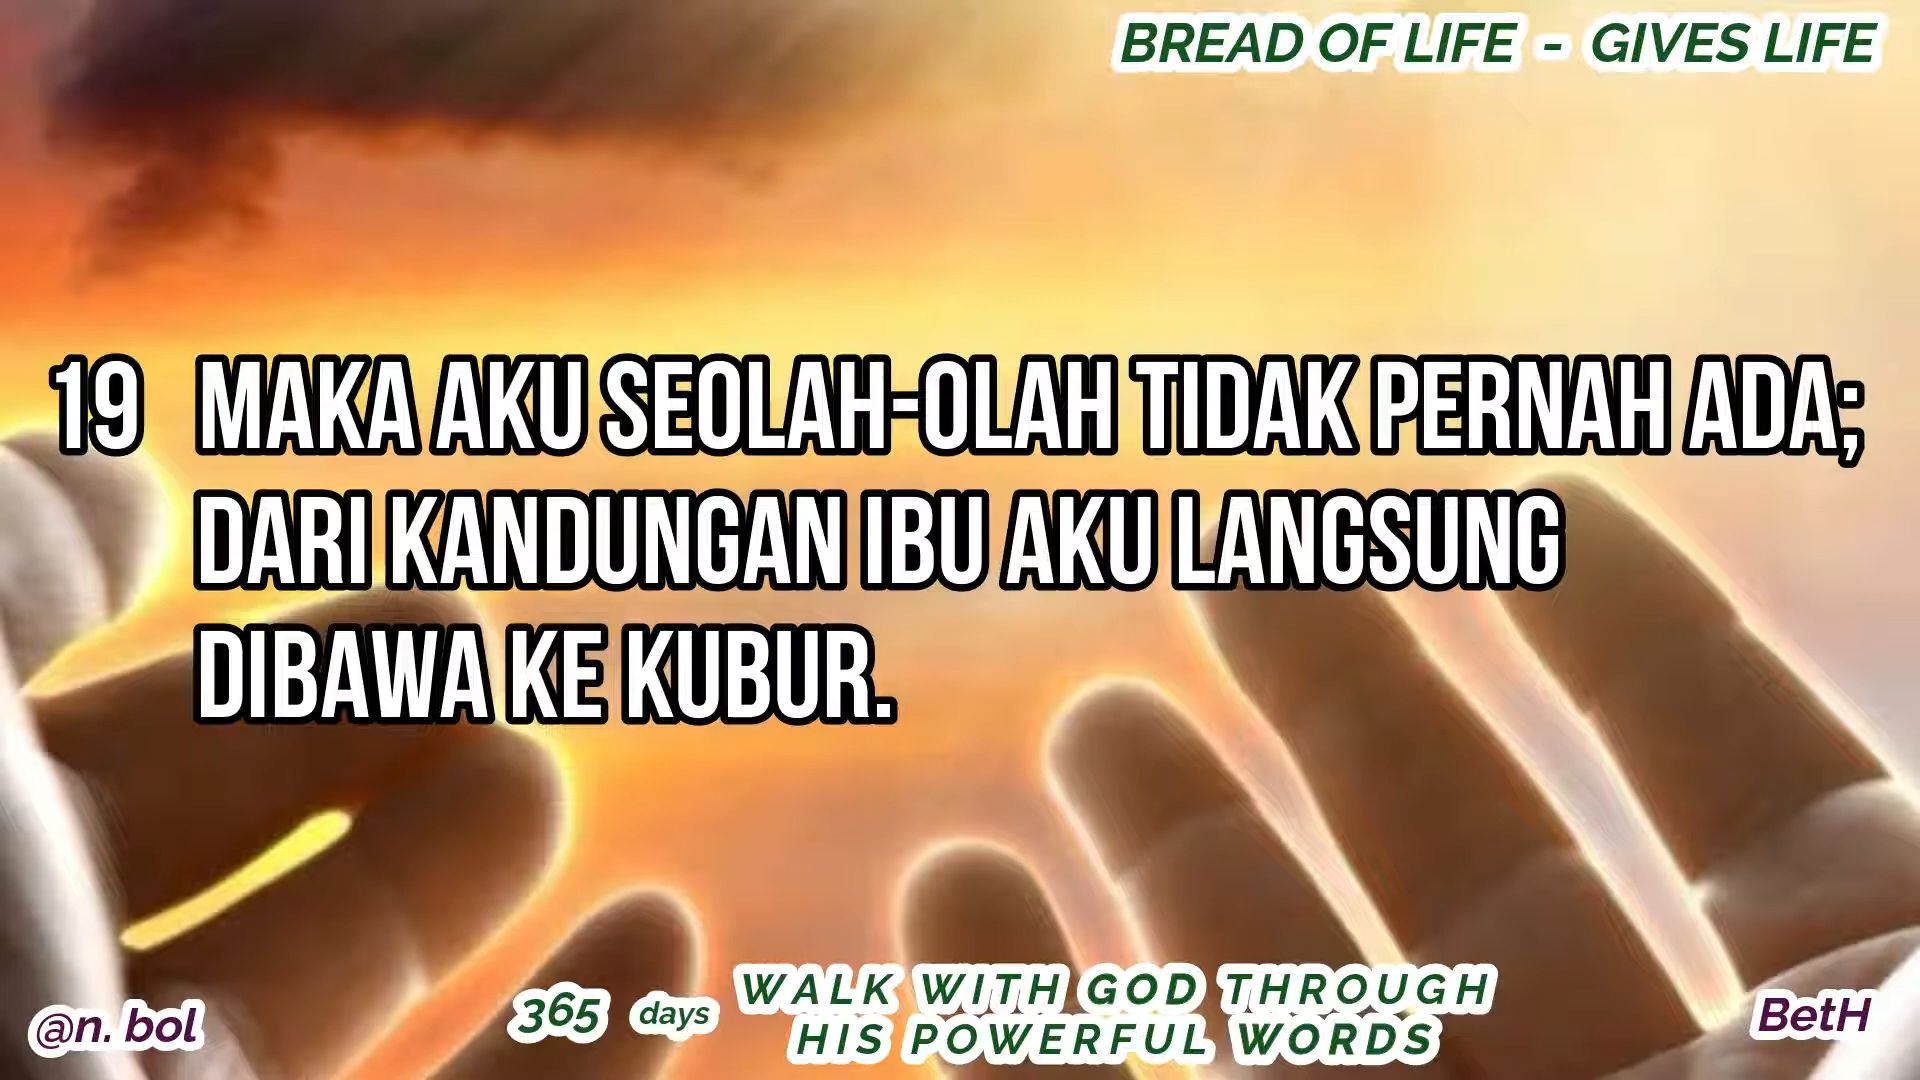 BREAD OF LIFE - GIVES LIFE
19 MAKA AKU SEOLAH-OLAH TIDAK PERNAH ADA;
DARI KANDUNGAN IBU AKU LANGSUNG
DIBAWA KE KUBUR.
@n. bol
365 days
WALK WITH GOD THROUGH
HIS POWERFUL WORDS
BetH